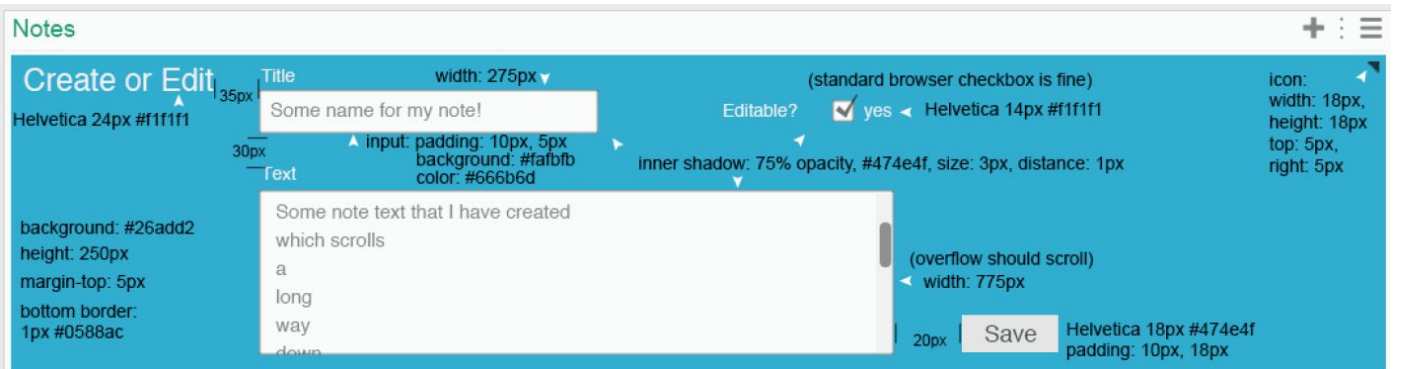 Notes
Create or Edit
Helvetica 24px #f1f1f1
35px
Title
width: 275px
Some name for my note!
input: padding: 10px, 5px
background: #fafbfb
color: #666b6d
30px
(standard browser checkbox is fine)
Editable?
yes
Helvetica 14px #f1f1f1
inner shadow: 75% opacity, #474e4f, size: 3px, distance: 1px
icon:
width: 18px,
height: 18px
top: 5px,
right: 5px
Text
Some note text that I have created
which scrolls
a
long
way
down
background: #26add2
height: 250px
margin-top: 5px
bottom border:
1px #0588ac
(overflow should scroll)
width: 775px
20px
Save
Helvetica 18px #474e4f
padding: 10px, 18px